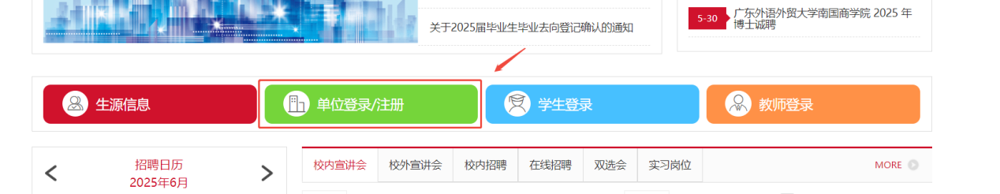 关于2025届毕业生毕业去向登记确认的通知
5-30
广东外语外贸大学南国商学院 2025 年
博士诚聘
生源信息
单位登录/注册
学生登录
教师登录
招聘日历
2025年6月
校内宣讲会
校外宣讲会
校内招聘
在线招聘
双选会
实习岗位
MORE